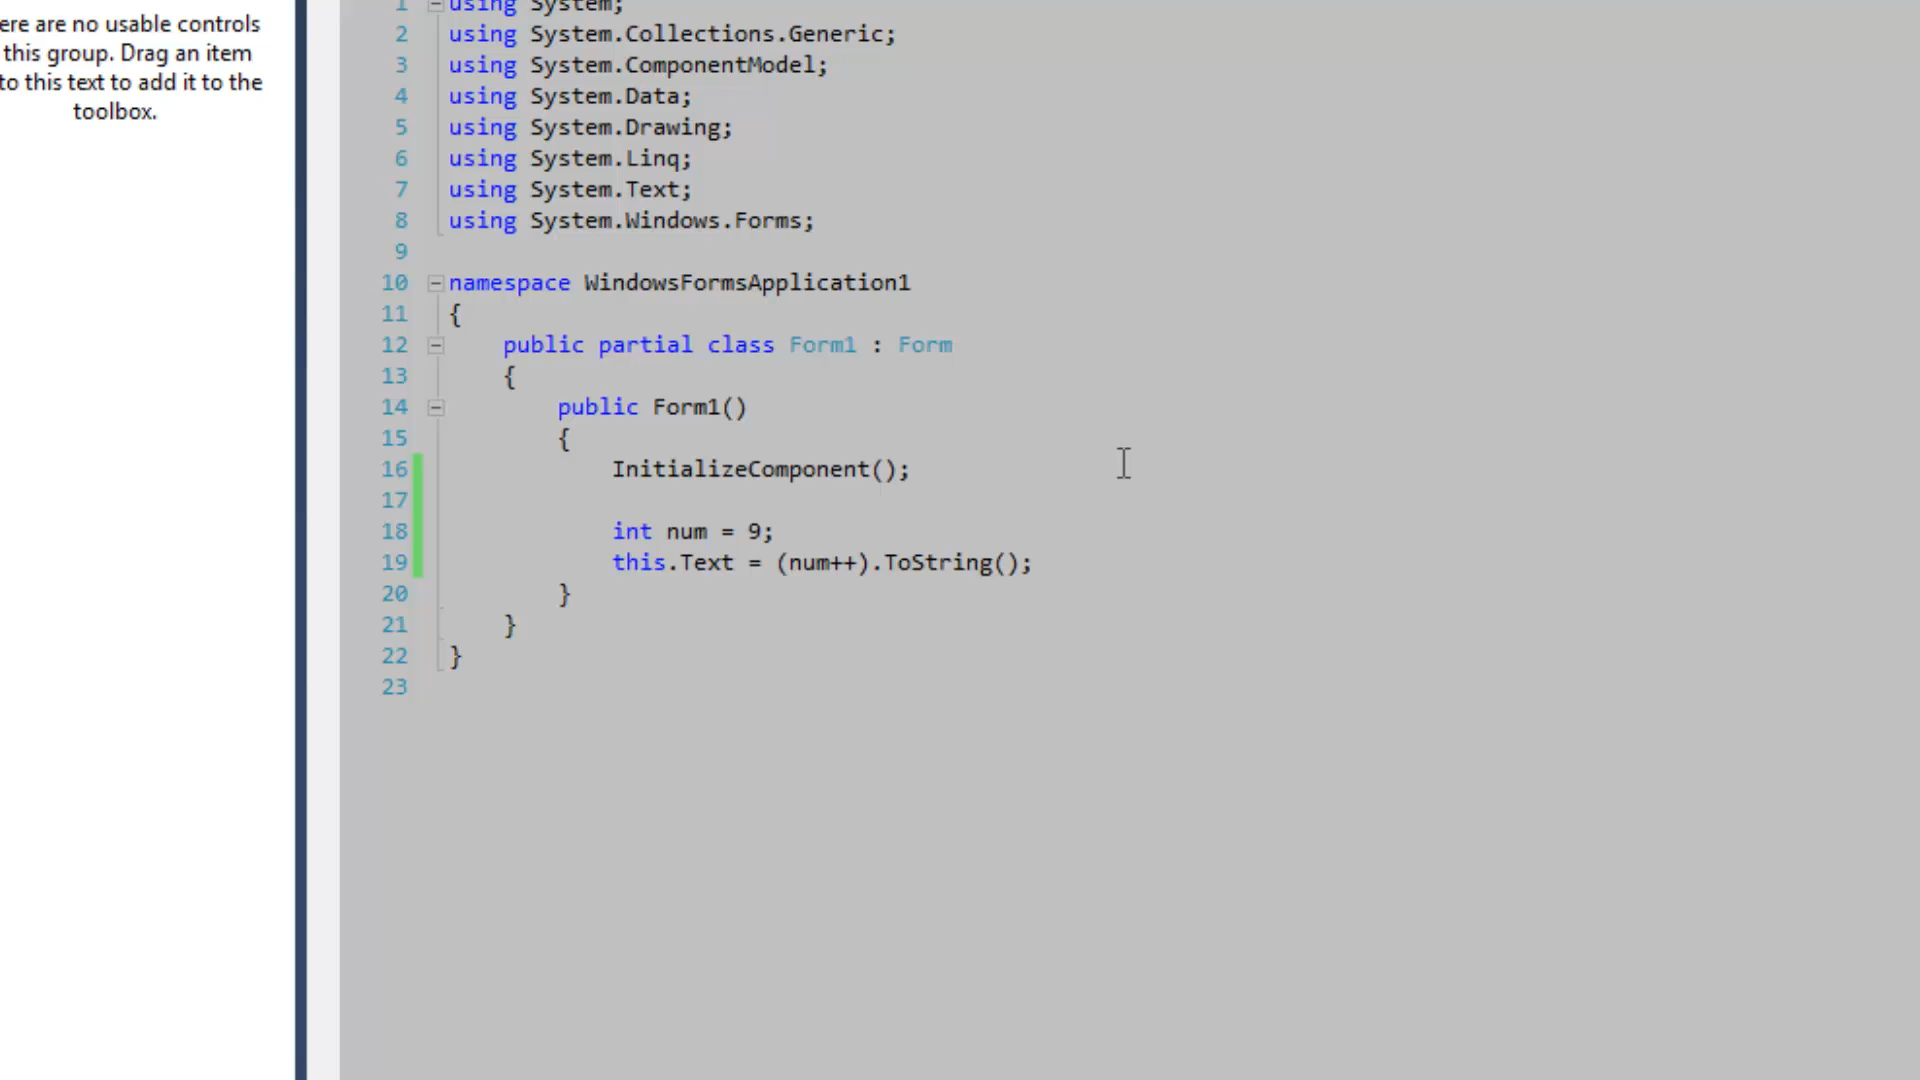 ere are no usable controls
this group. Drag an item
to this text to add it to the
toolbox.
1 using System;
2 using System.Collections.Generic;
3 using System.ComponentModel;
4 using System.Data;
5 using System.Drawing;
6 using System.Linq;
7 using System.Text;
8 using System.Windows.Forms;
9
10 namespace WindowsFormsApplication1
11 {
12     public partial class Form1 : Form
13     {
14         public Form1()
15         {
16             InitializeComponent();
17
18             int num = 9;
19             this.Text = (num++).ToString();
20         }
21     }
22 }
23